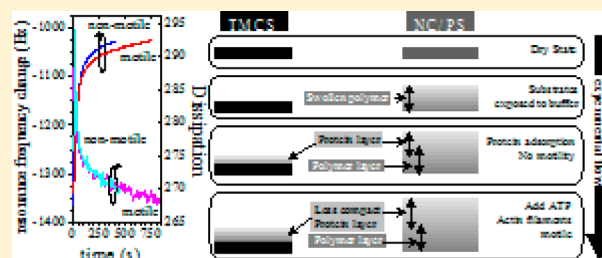 resonance frequency change (Hz)
-1000
-1100
-1200
-1300
-1400
0 250 500 750
time (s)
295
290
285
280
275
270
265
Dissipation
non-motile
motile
non-motile
motile
TMCS
NC/PS
Dry State
Swollen polymer
Substrates
exposed to buffer
Protein layer
Polymer layer
Protein adsorption
No motility
Less compact
Protein layer
Polymer layer
Add ATP
Actin filaments
motile
experimental flow